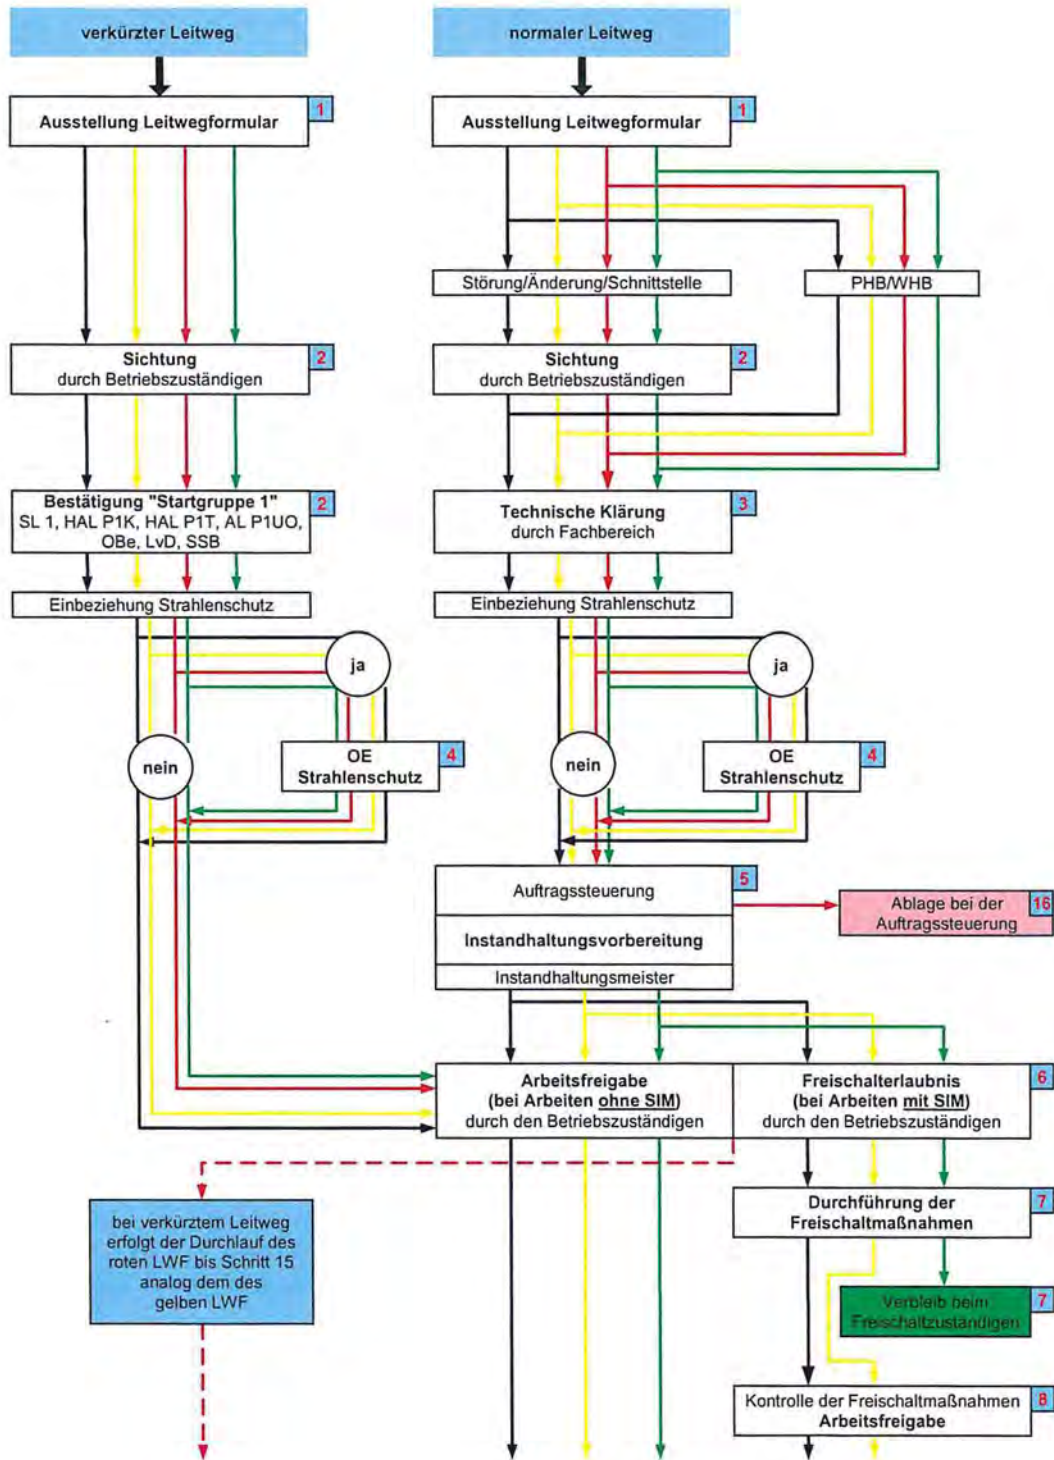 verkürzter Leitweg
normaler Leitweg
1
Ausstellung Leitwegformular
1
Ausstellung Leitwegformular
Störung/Änderung/Schnittstelle
PHB/WHB
2
Sichtung
durch Betriebszuständigen
2
Sichtung
durch Betriebszuständigen
2
Bestätigung "Startgruppe 1"
SL 1, HAL P1K, HAL P1T, AL P1UO,
OBe, LvD, SSB
3
Technische Klärung
durch Fachbereich
Einbeziehung Strahlenschutz
Einbeziehung Strahlenschutz
ja
ja
nein
4
OE
Strahlenschutz
nein
4
OE
Strahlenschutz
5
Auftragssteuerung
Instandhaltungsvorbereitung
Instandhaltungsmeister
16
Ablage bei der
Auftragssteuerung
Arbeitsfreigabe
(bei Arbeiten ohne SIM)
durch den Betriebszuständigen
6
Freischalterlaubnis
(bei Arbeiten mit SIM)
durch den Betriebszuständigen
bei verkürztem Leitweg
erfolgt der Durchlauf des
roten LWF bis Schritt 15
analog dem des
gelben LWF
7
Durchführung der
Freischaltmaßnahmen
7
Verbleib beim
Freischaltzuständigen
8
Kontrolle der Freischaltmaßnahmen
Arbeitsfreigabe